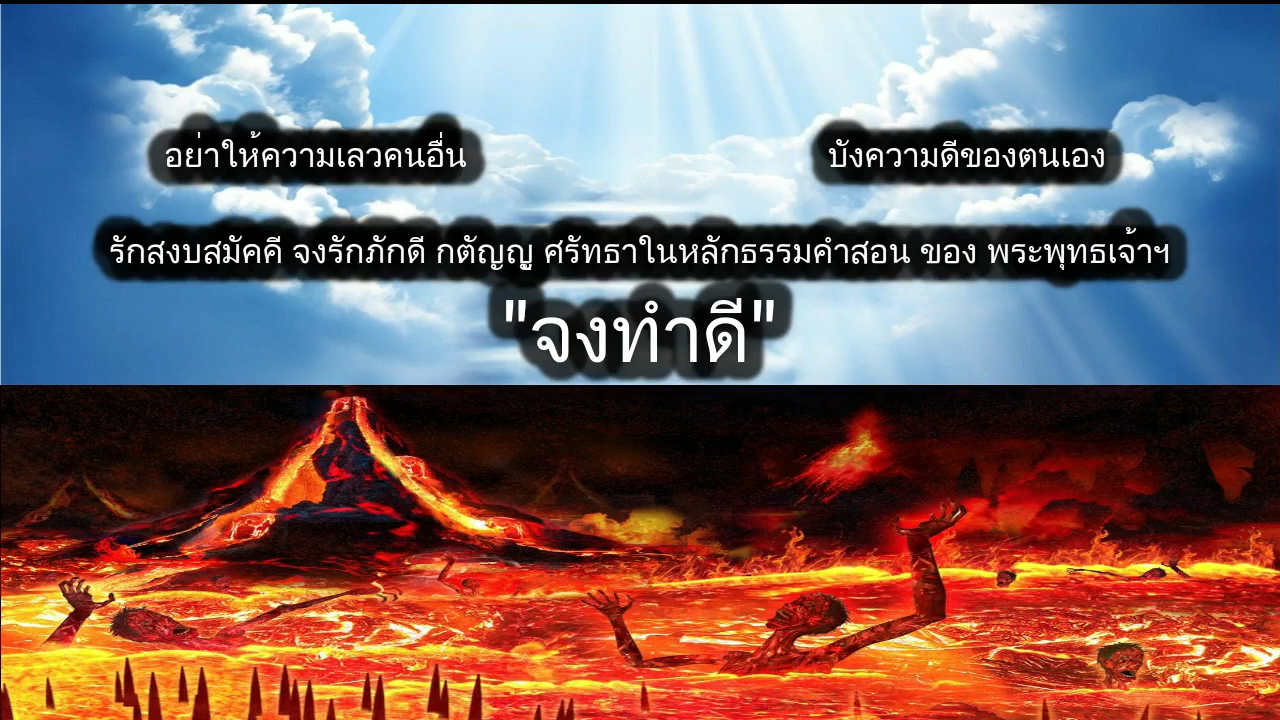 อย่าให้ความเลวคนอื่น บังความดีของตนเอง
รักสงบสมัคคี จงรักภักดี กตัญญู ศรัทธาในหลักธรรมคำสอน ของ พระพุทธเจ้าฯ
"จงทำดี"